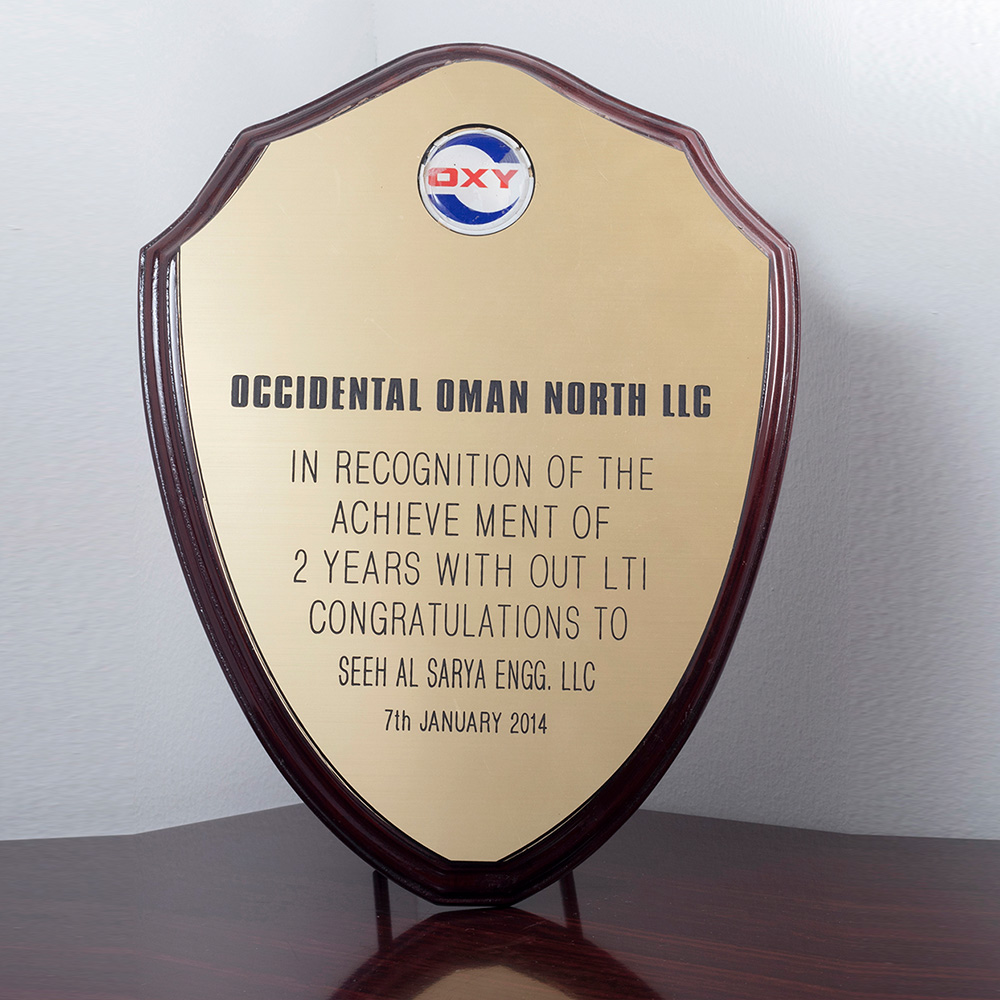 OXY
OCCIDENTAL OMAN NORTH LLC
IN RECOGNITION OF THE
ACHIEVE MENT OF
2 YEARS WITH OUT LTI
CONGRATULATIONS TO
SEEH AL SARYA ENGG. LLC
7th JANUARY 2014